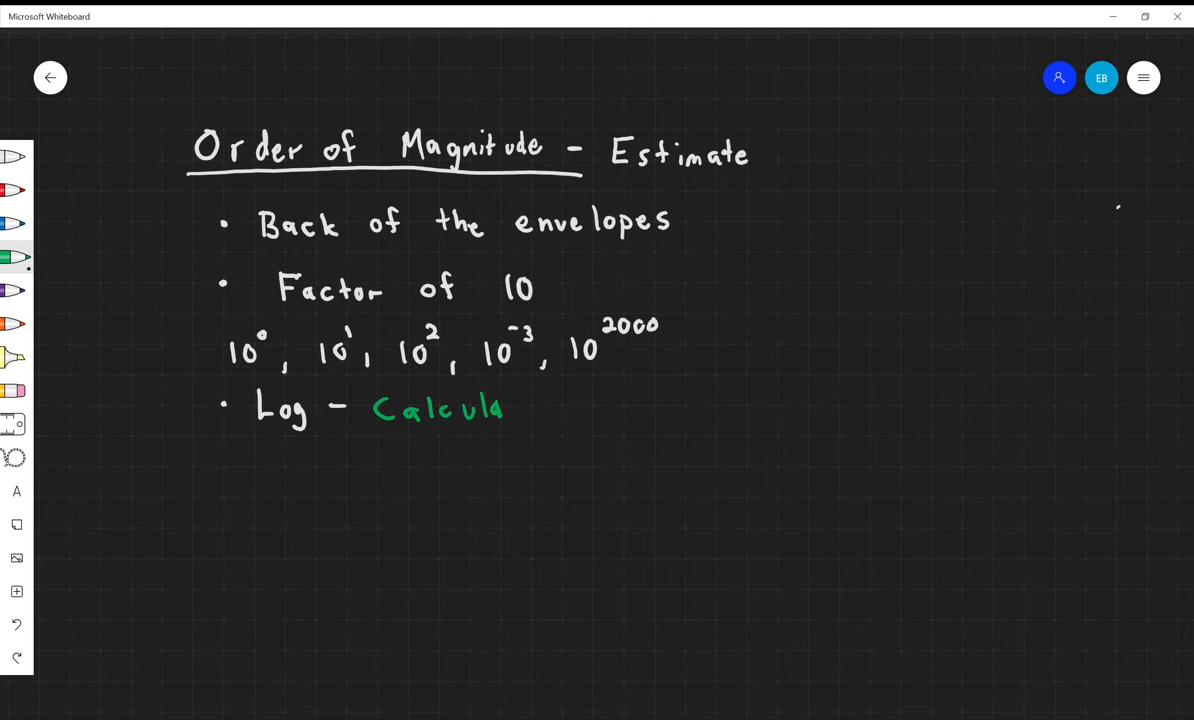 Microsoft Whiteboard
EB
Order of Magnitude - Estimate
• Back of the envelopes
• Factor of 10
10⁰, 10¹, 10², 10⁻³, 10²⁰⁰⁰
• Log - Calcula
A